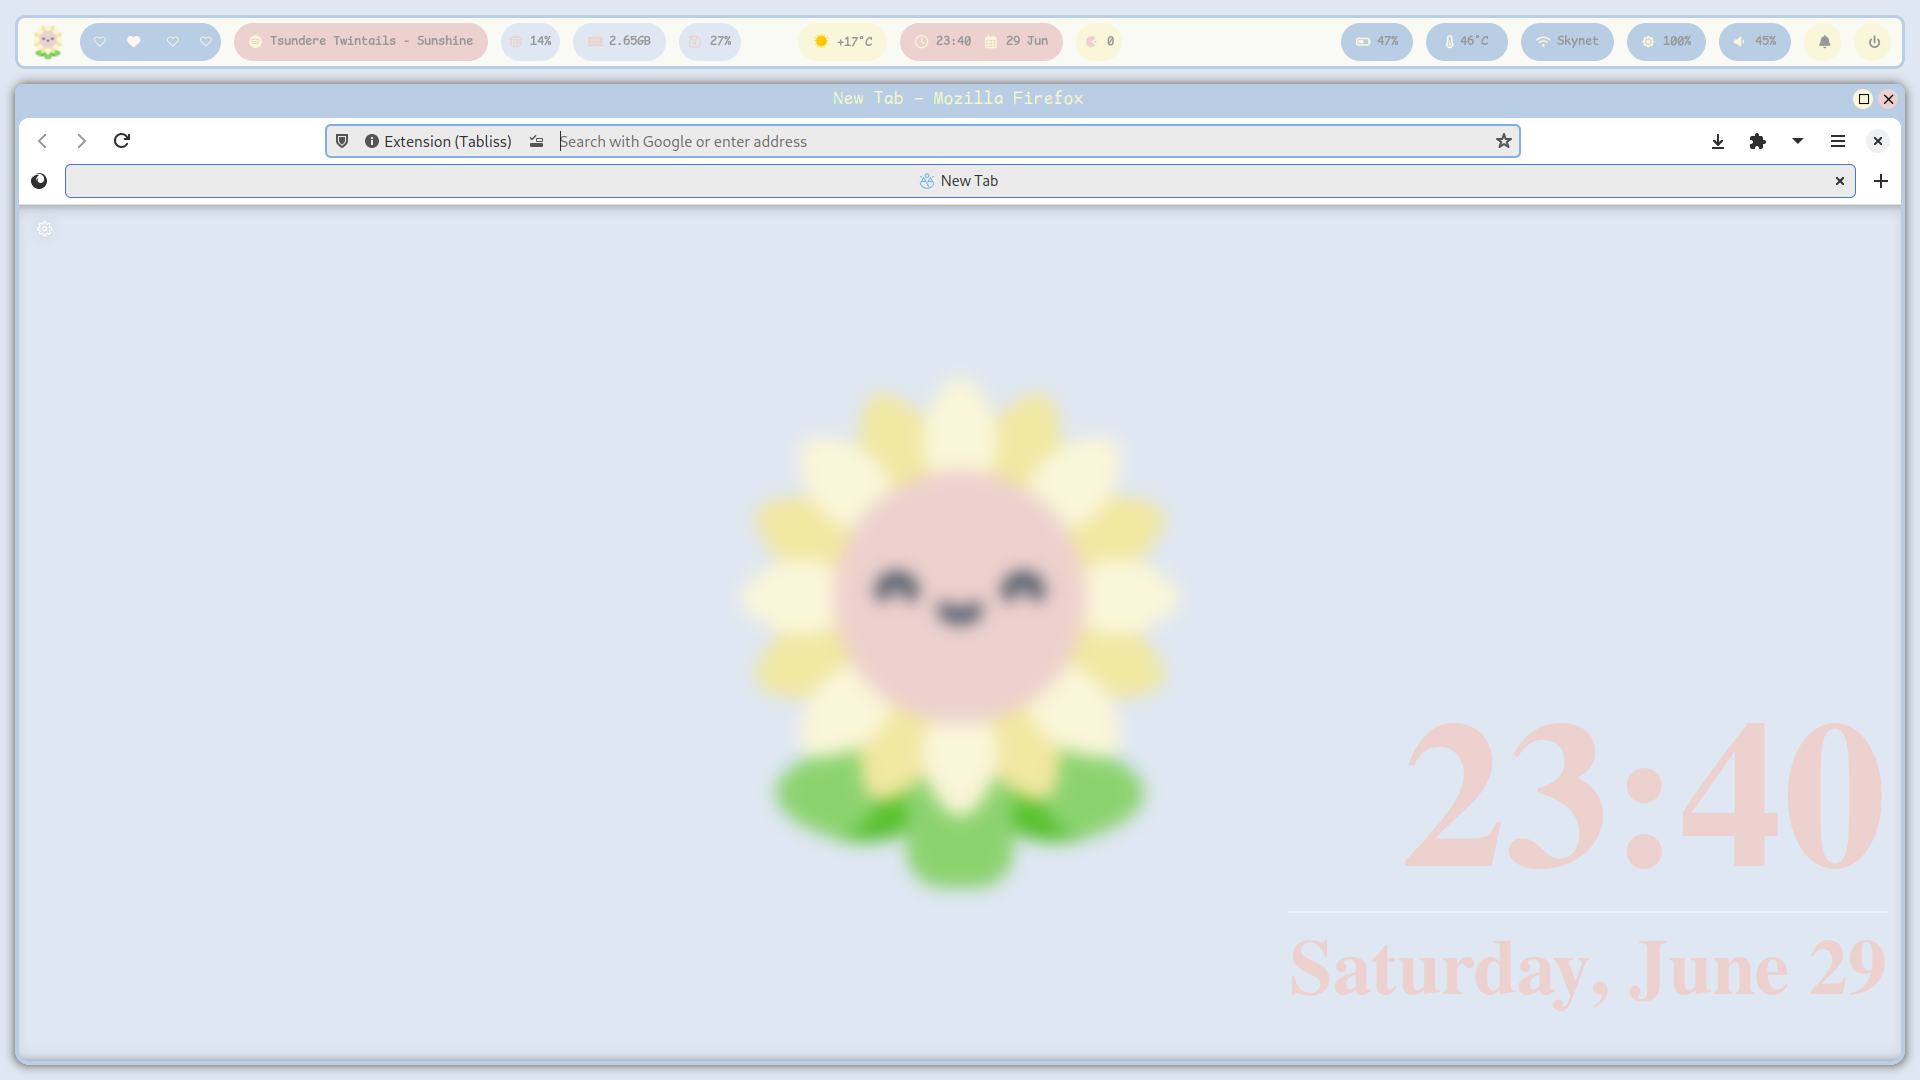 Tsundere Twintails - Sunshine 14% 2.65GB 27% +17°C 23:40 29 Jun 0 47% 46°C Skynet 100% 45%
New Tab — Mozilla Firefox
Extension (Tabliss) Search with Google or enter address
New Tab
23:40
Saturday, June 29